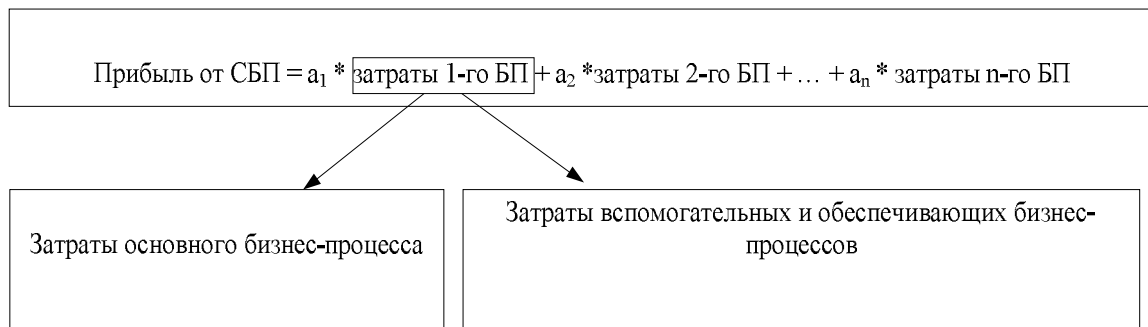 Прибыль от СБП = a₁ * затраты 1-го БП + a₂ *затраты 2-го БП + … + aₙ * затраты n-го БП
Затраты основного бизнес-процесса
Затраты вспомогательных и обеспечивающих бизнес-
процессов